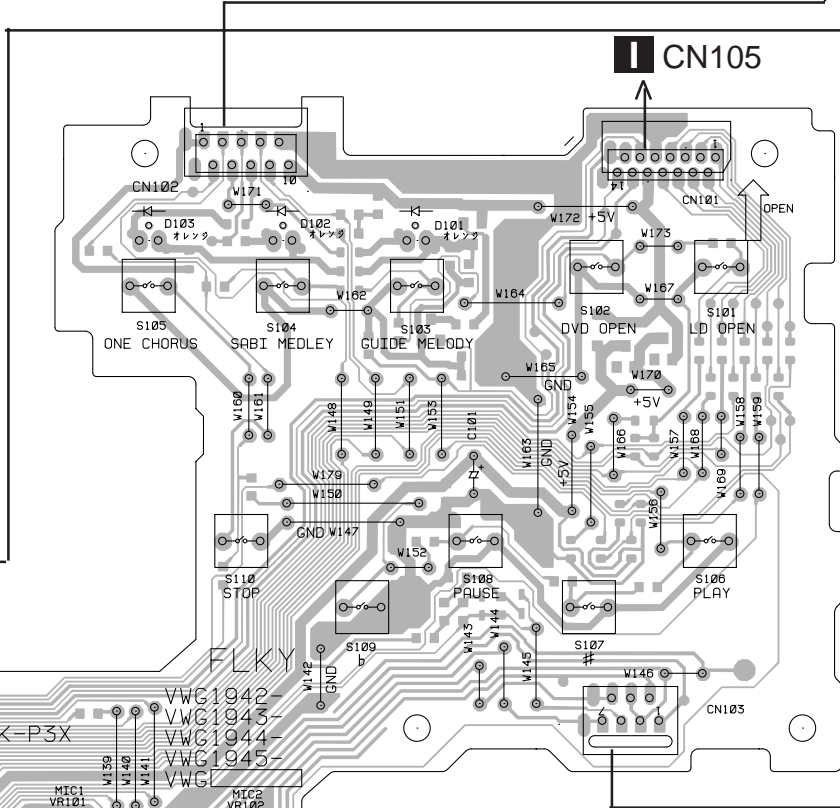 I CN105
1
10
CN102
W171
1
14
CN101
OPEN
D103
オレンジ
D102
オレンジ
D101
オレンジ
W172 +5V
W173
W162
W164
W167
S105
ONE CHORUS
S104
SABI MEDLEY
S103
GUIDE MELODY
S102
DVD OPEN
S101
LD OPEN
W165
GND
W170
+5V
W160
W161
W148
W149
W151
W153
C101
+
W163
GND
+5V
W154
W155
W166
W157
W168
W169
W158
W159
W179
W150
GND W147
W156
W152
S110
STOP
S108
PAUSE
S106
PLAY
S109
♭
S107
#
W142
GND
W143
W144
W145
W146
CN103
7
1
FLKY
VWG1942-
VWG1943-
VWG1944-
VWG1945-
VWG
K-P3X
W139
W140
W141
MIC1
VR101
MIC2
VR102